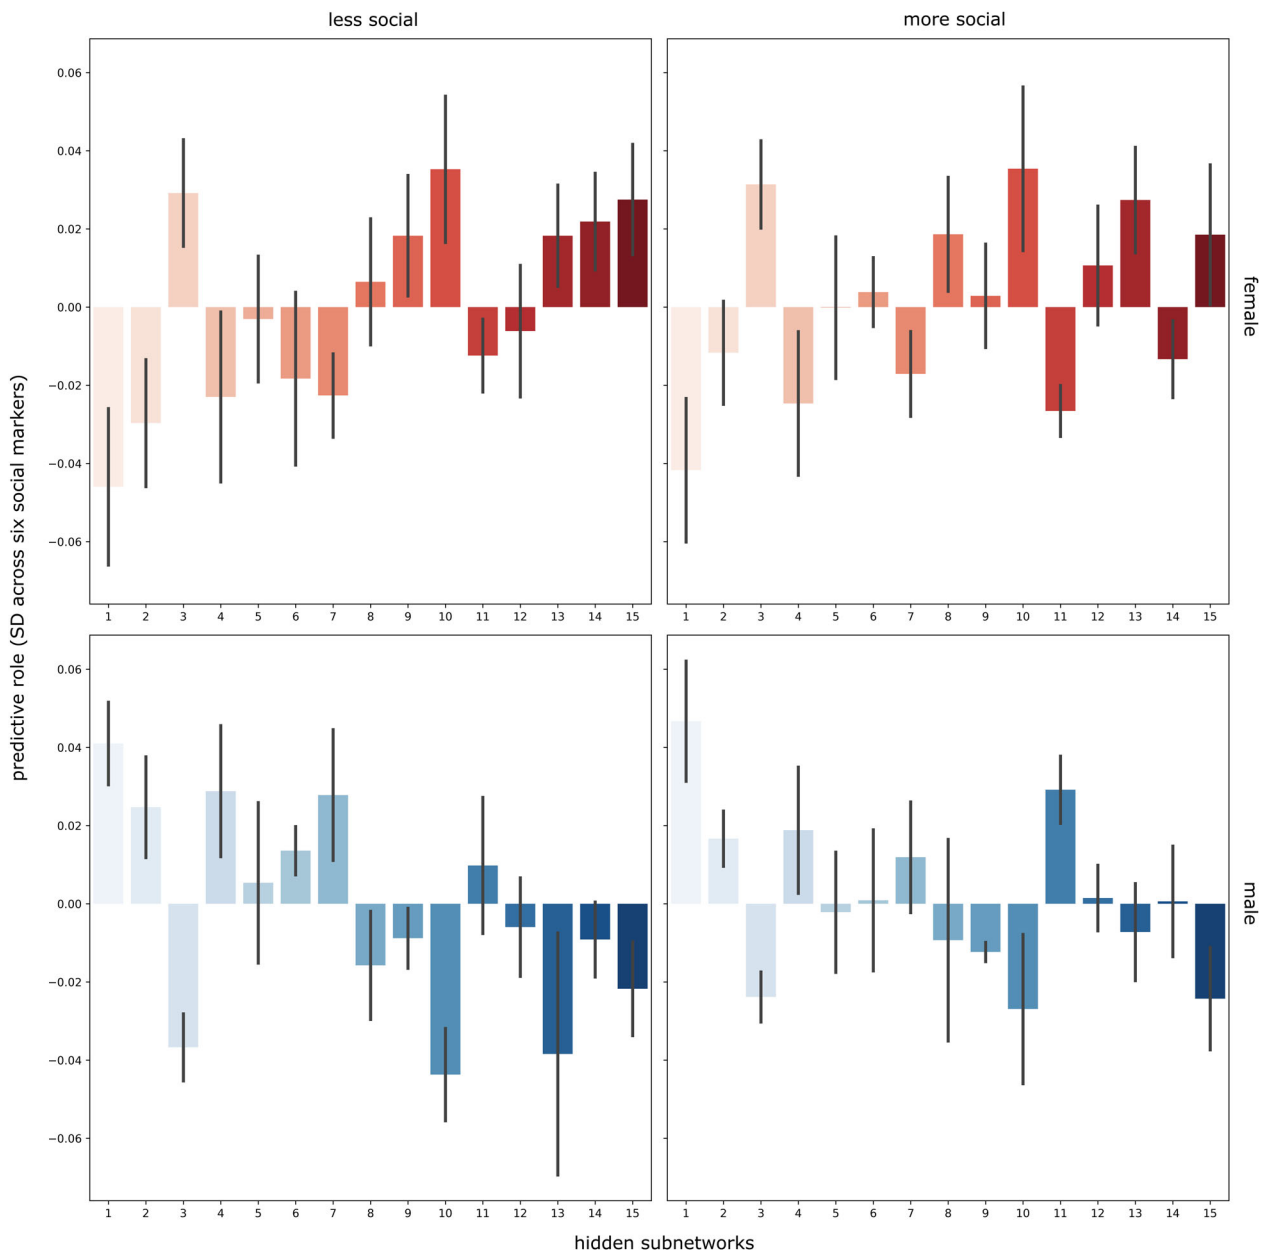 less social
more social
0.06
0.04
0.02
0.00
−0.02
−0.04
−0.06
1 2 3 4 5 6 7 8 9 10 11 12 13 14 15
1 2 3 4 5 6 7 8 9 10 11 12 13 14 15
female
predictive role (SD across six social markers)
0.06
0.04
0.02
0.00
−0.02
−0.04
−0.06
1 2 3 4 5 6 7 8 9 10 11 12 13 14 15
1 2 3 4 5 6 7 8 9 10 11 12 13 14 15
male
hidden subnetworks